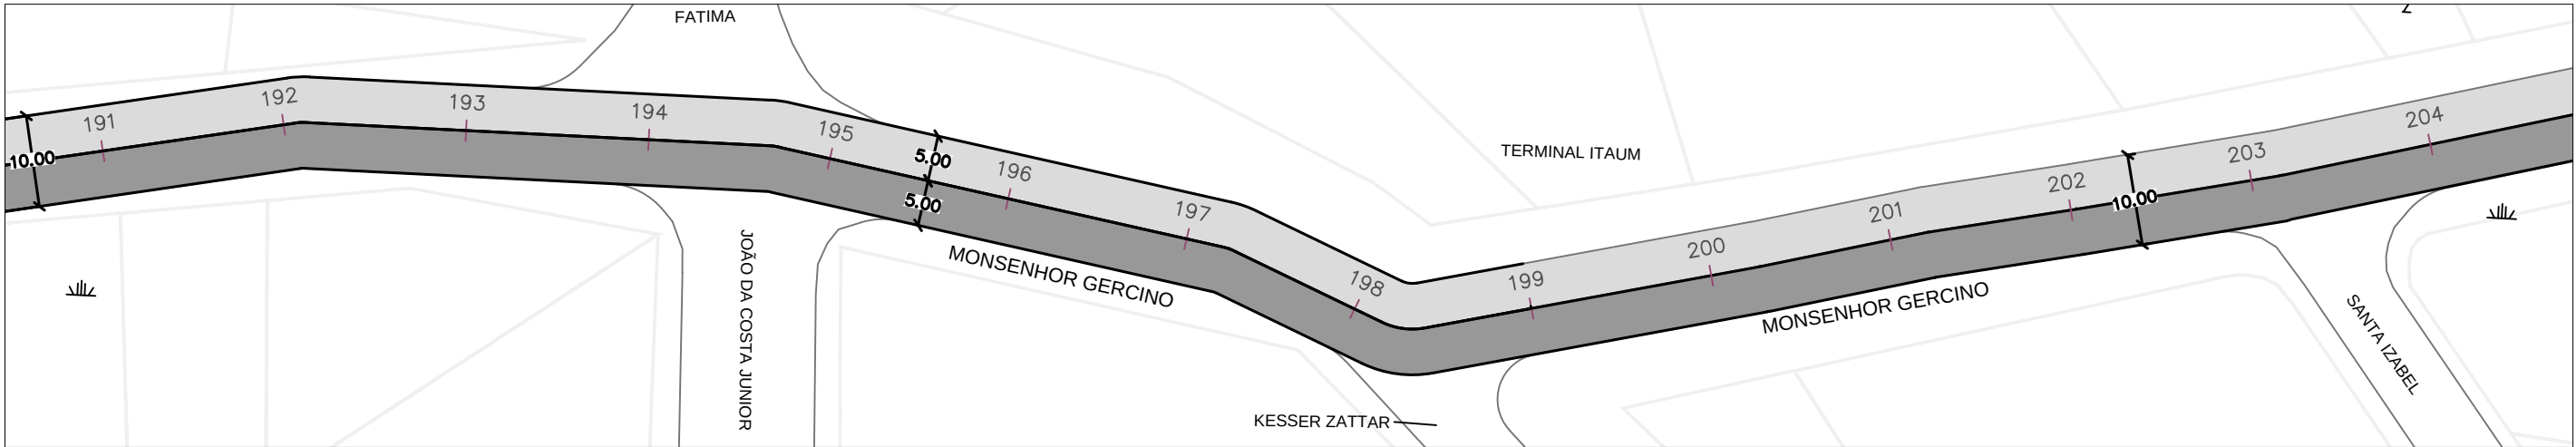 FATIMA
191
192
193
194
195
196
197
198
199
200
201
202
203
204
10.00
5.00
5.00
10.00
TERMINAL ITAUM
MONSENHOR GERCINO
MONSENHOR GERCINO
JOÃO DA COSTA JUNIOR
KESSER ZATTAR
SANTA IZABEL